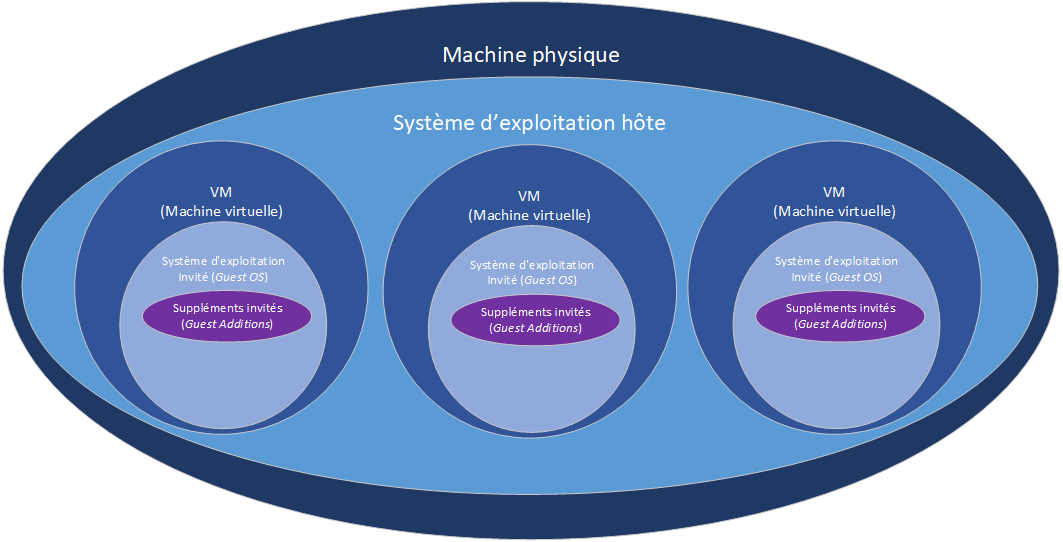 Machine physique
Système d’exploitation hôte
VM
(Machine virtuelle)
Système d'exploitation
Invité (Guest OS)
Suppléments invités
(Guest Additions)
VM
(Machine virtuelle)
Système d'exploitation
Invité (Guest OS)
Suppléments invités
(Guest Additions)
VM
(Machine virtuelle)
Système d'exploitation
Invité (Guest OS)
Suppléments invités
(Guest Additions)